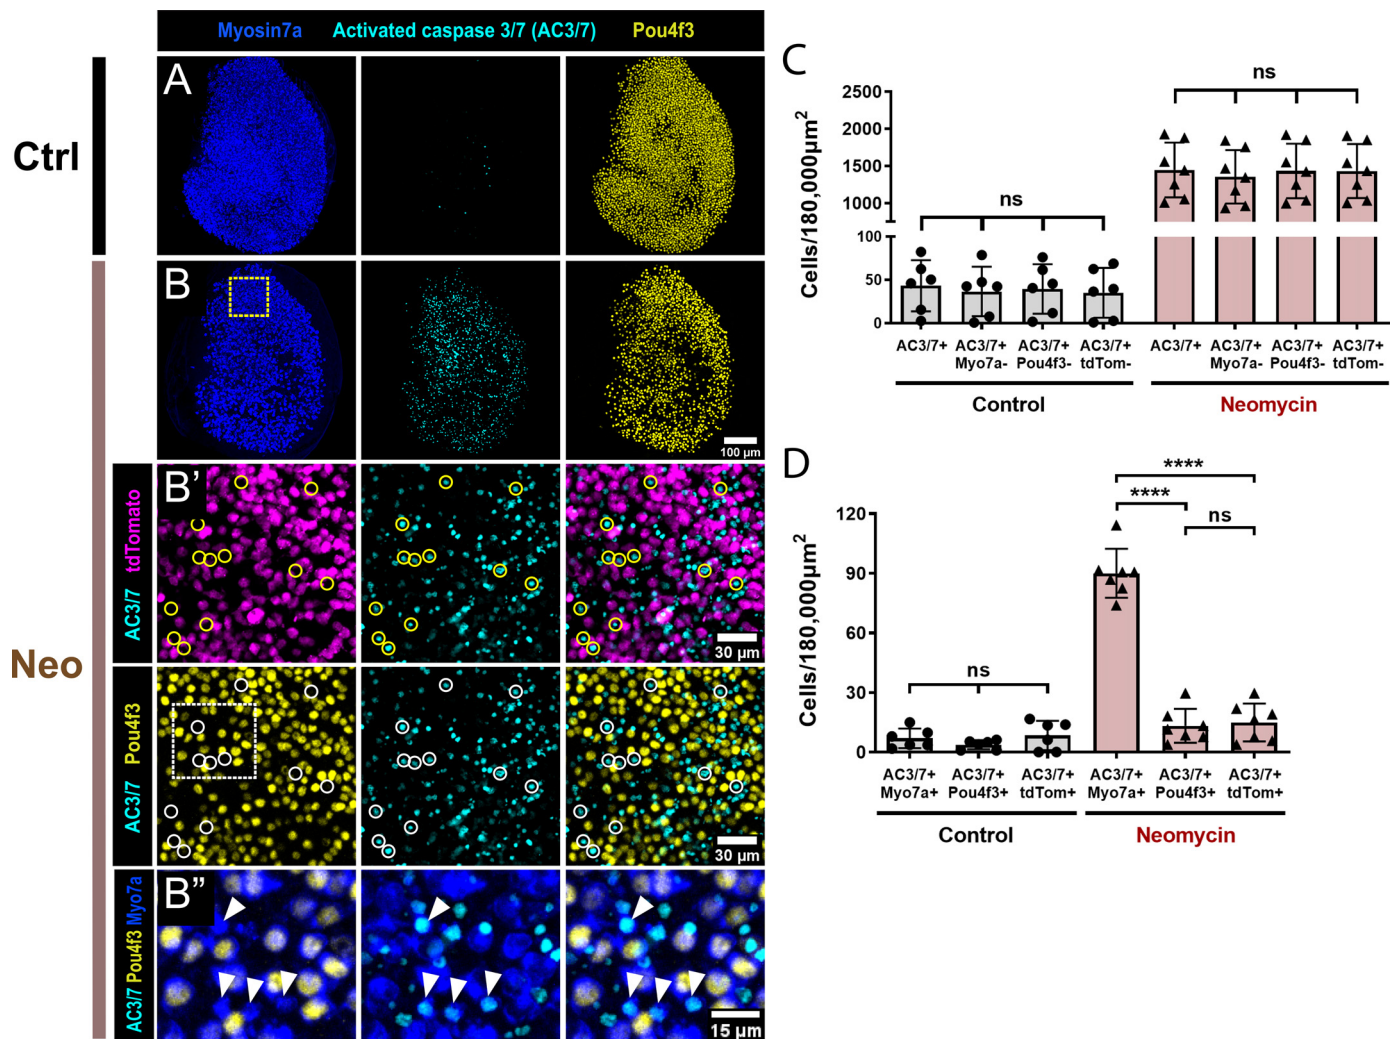 Myosin7a Activated caspase 3/7 (AC3/7) Pou4f3
Ctrl
A
B
100 µm
Neo
AC3/7 tdTomato
B'
30 µm
AC3/7 Pou4f3
30 µm
AC3/7 Pou4f3 Myo7a
B"
15 µm
C
Cells/180,000µm²
2500
2000
1500
1000
100
50
0
ns
ns
AC3/7+
AC3/7+ Myo7a-
AC3/7+ Pou4f3-
AC3/7+ tdTom-
AC3/7+
AC3/7+ Myo7a-
AC3/7+ Pou4f3-
AC3/7+ tdTom-
Control
Neomycin
D
Cells/180,000µm²
120
90
60
30
0
ns
****
****
ns
AC3/7+ Myo7a+
AC3/7+ Pou4f3+
AC3/7+ tdTom+
AC3/7+ Myo7a+
AC3/7+ Pou4f3+
AC3/7+ tdTom+
Control
Neomycin